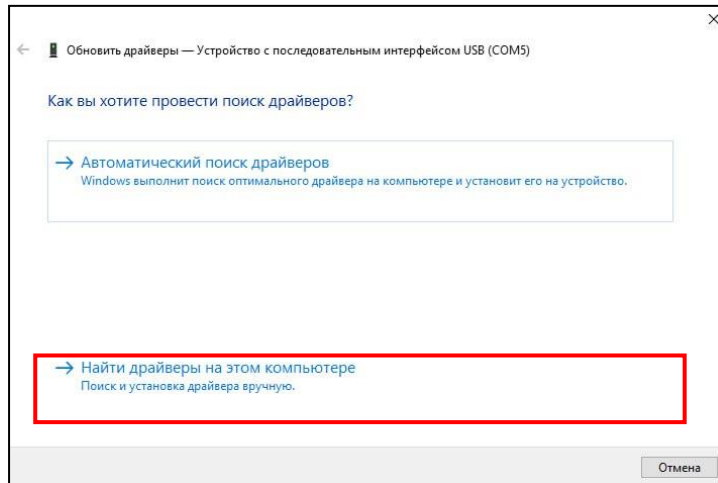 Обновить драйверы — Устройство с последовательным интерфейсом USB (COM5)
Как вы хотите провести поиск драйверов?
Автоматический поиск драйверов
Windows выполнит поиск оптимального драйвера на компьютере и установит его на устройство.
Найти драйверы на этом компьютере
Поиск и установка драйвера вручную.
Отмена